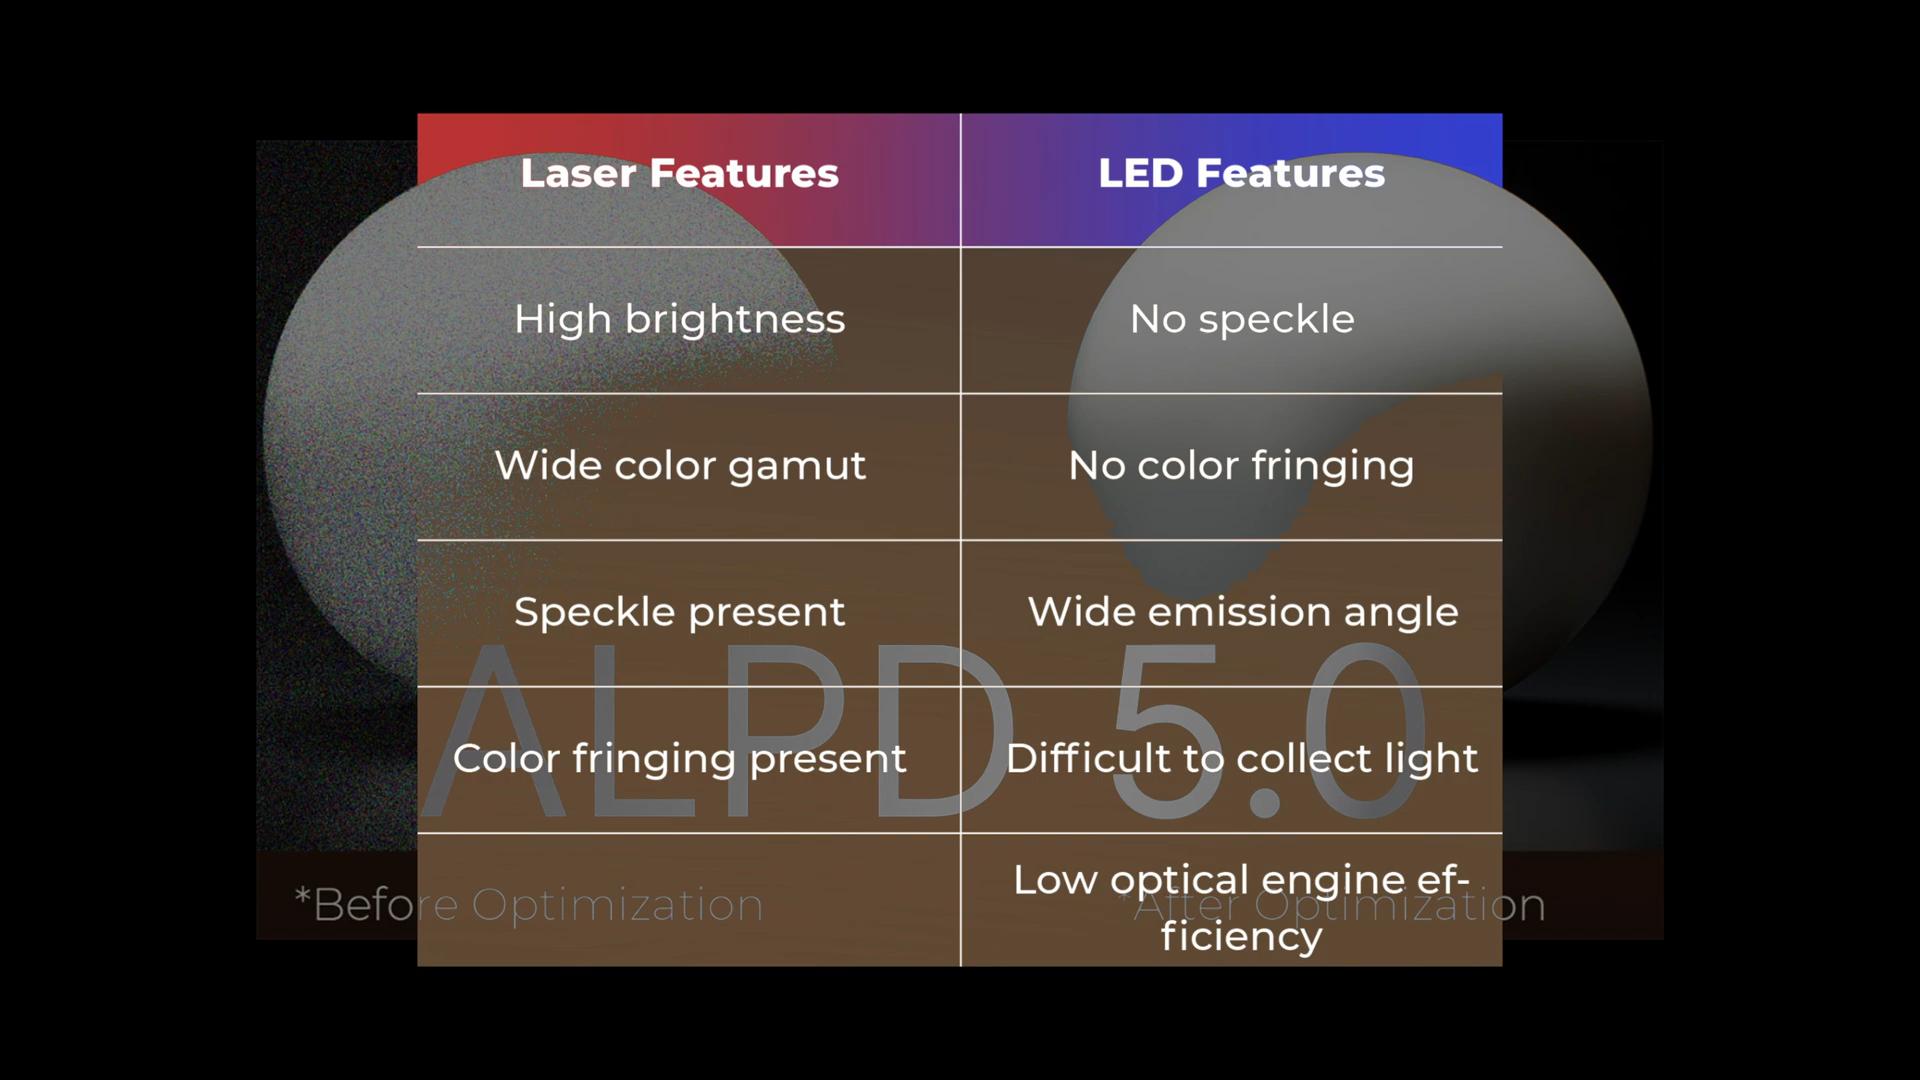 Laser Features
LED Features
High brightness
No speckle
Wide color gamut
No color fringing
Speckle present
Wide emission angle
ALPD 5.0
Color fringing present
Difficult to collect light
Low optical engine ef-
ficiency
*Before Optimization
*After Optimization